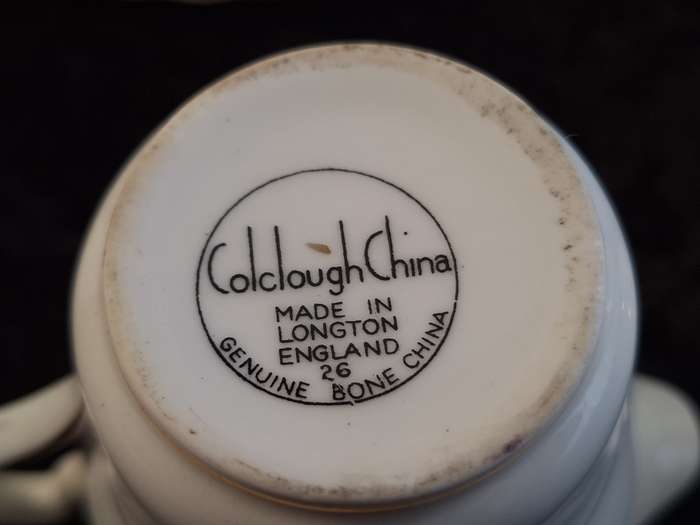 Colclough China
MADE IN
LONGTON
ENGLAND
26
GENUINE BONE CHINA